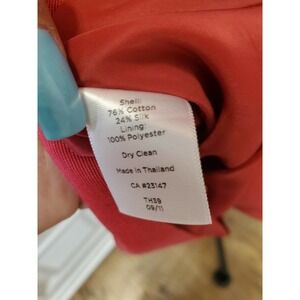 Shell:
76% Cotton
24% Silk
Lining:
100% Polyester
Dry Clean
Made in Thailand
CA #23147
TH59
09/11